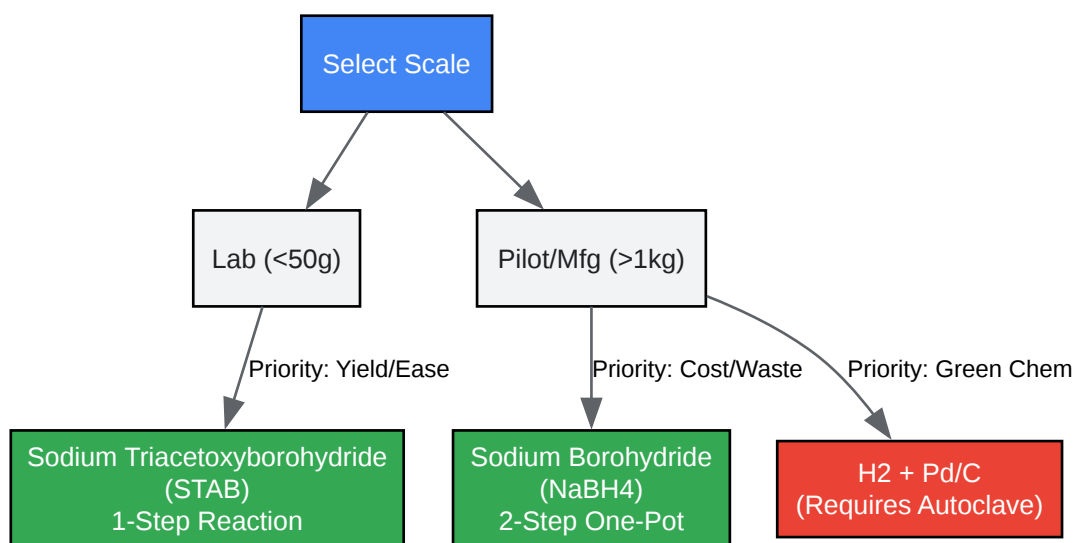 Select Scale
Lab (<50g)
Pilot/Mfg (>1kg)
Priority: Yield/Ease
Priority: Cost/Waste
Priority: Green Chem
Sodium Triacetoxyborohydride
(STAB)
1-Step Reaction
Sodium Borohydride
(NaBH4)
2-Step One-Pot
H2 + Pd/C
(Requires Autoclave)